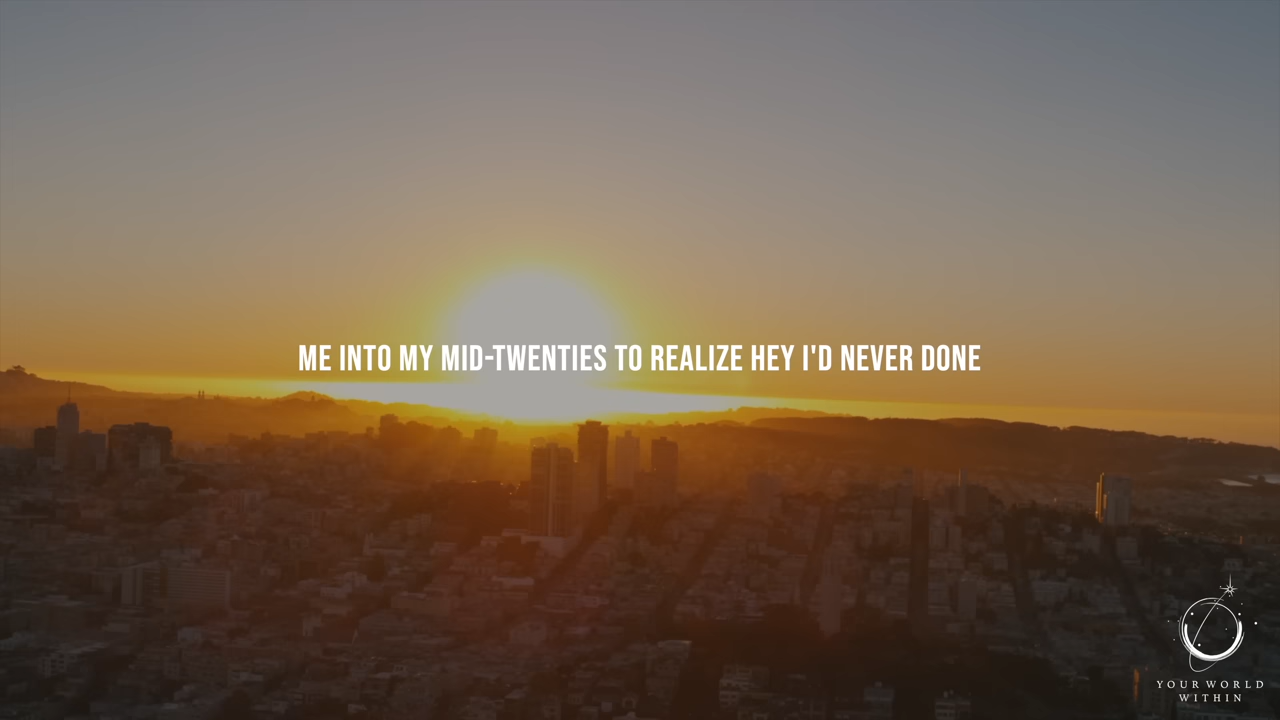 ME INTO MY MID-TWENTIES TO REALIZE HEY I'D NEVER DONE
YOUR WORLD
WITHIN